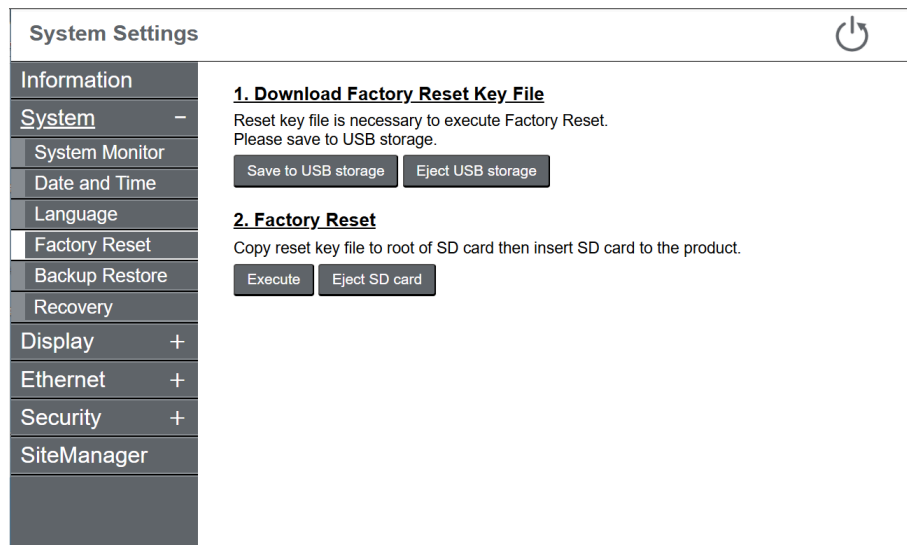 System Settings
Information
System −
System Monitor
Date and Time
Language
Factory Reset
Backup Restore
Recovery
Display +
Ethernet +
Security +
SiteManager
1. Download Factory Reset Key File
Reset key file is necessary to execute Factory Reset.
Please save to USB storage.
Save to USB storage Eject USB storage
2. Factory Reset
Copy reset key file to root of SD card then insert SD card to the product.
Execute Eject SD card